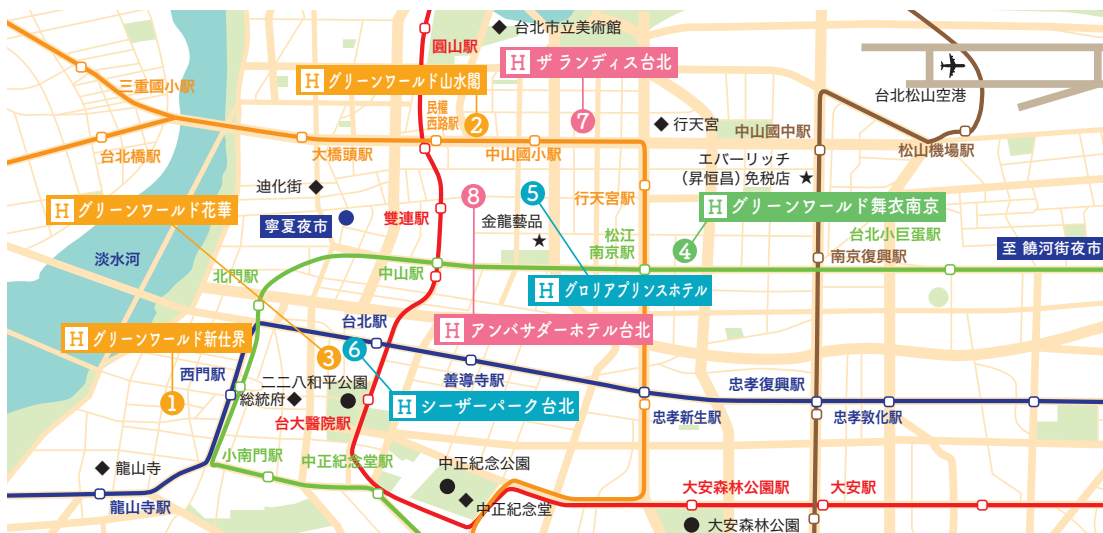 台北市立美術館
圓山駅
H ザ ランディス台北
H グリーンワールド山水閣
三重國小駅
民權
西路駅
2
7
行天宮
台北松山空港
中山國中駅
台北橋駅
大橋頭駅
中山國小駅
松山機場駅
エバーリッチ
(昇恒昌)免税店
迪化街
8
5
行天宮駅
H グリーンワールド花華
H グリーンワールド舞衣南京
雙連駅
金龍藝品
寧夏夜市
松江
南京駅
4
台北小巨蛋駅
至 饒河街夜市
淡水河
北門駅
中山駅
南京復興駅
H グロリアプリンスホテル
H グリーンワールド新仕界
台北駅
H アンバサダーホテル台北
3
6
西門駅
二二八和平公園
善導寺駅
忠孝復興駅
1
総統府
H シーザーパーク台北
台大醫院駅
忠孝新生駅
忠孝敦化駅
小南門駅
中正紀念堂駅
中正紀念公園
龍山寺
龍山寺駅
中正紀念堂
大安森林公園駅
大安駅
大安森林公園